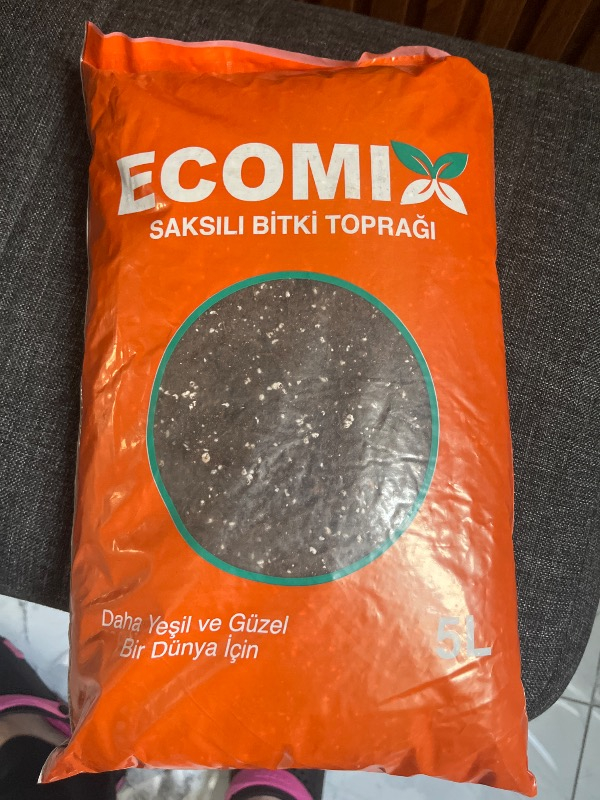 ECOMIX
SAKSILI BİTKİ TOPRAĞI
Daha Yeşil ve Güzel
Bir Dünya İçin
5L